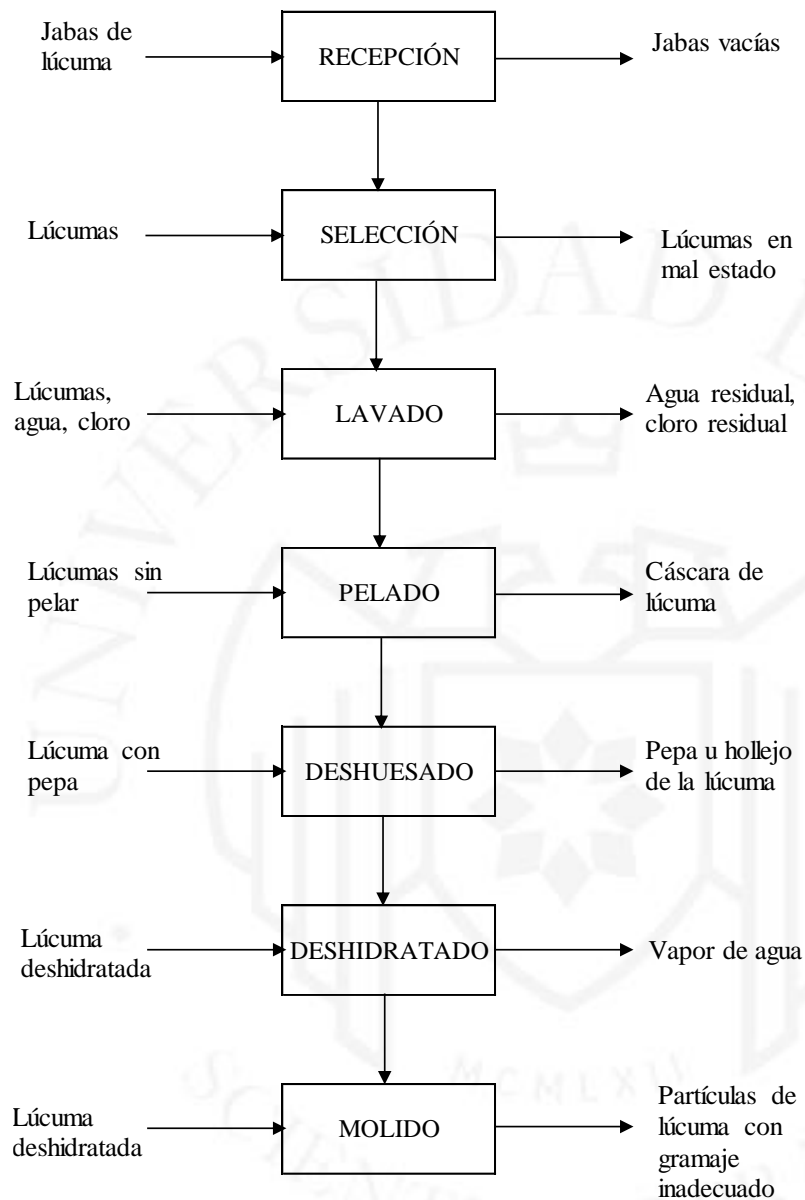 Jabas de
lúcuma
RECEPCIÓN
Jabas vacías
Lúcumas
SELECCIÓN
Lúcumas en
mal estado
Lúcumas,
agua, cloro
LAVADO
Agua residual,
cloro residual
Lúcumas sin
pelar
PELADO
Cáscara de
lúcuma
Lúcuma con
pepa
DESHUESADO
Pepa u hollejo
de la lúcuma
Lúcuma
deshidratada
DESHIDRATADO
Vapor de agua
Lúcuma
deshidratada
MOLIDO
Partículas de
lúcuma con
gramaje
inadecuado
UNIVERSIDAD
MCMLXII